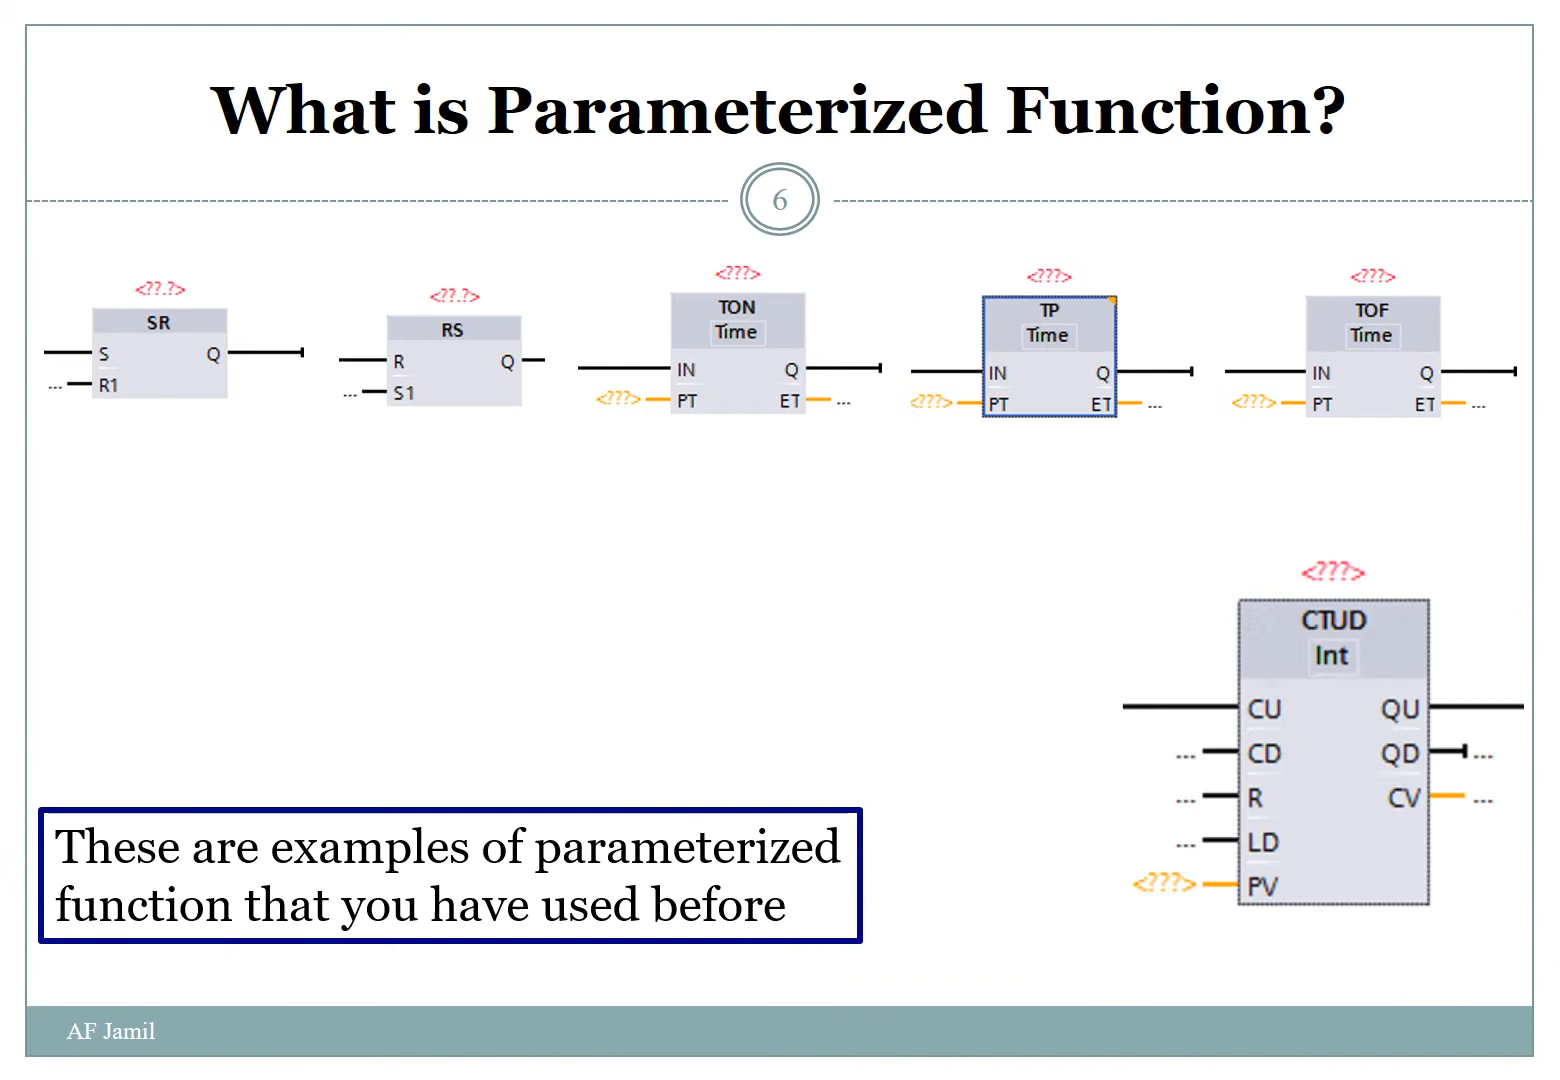 What is Parameterized Function?
6
<??.?>
SR
S Q
... R1
<??.?>
RS
R Q
... S1
<???>
TON
Time
IN Q
<???> PT ET ...
<???>
TP
Time
IN Q
<???> PT ET ...
<???>
TOF
Time
IN Q
<???> PT ET ...
<???>
CTUD
Int
CU QU
... CD QD ...
... R CV ...
... LD
<???> PV
These are examples of parameterized
function that you have used before
AF Jamil